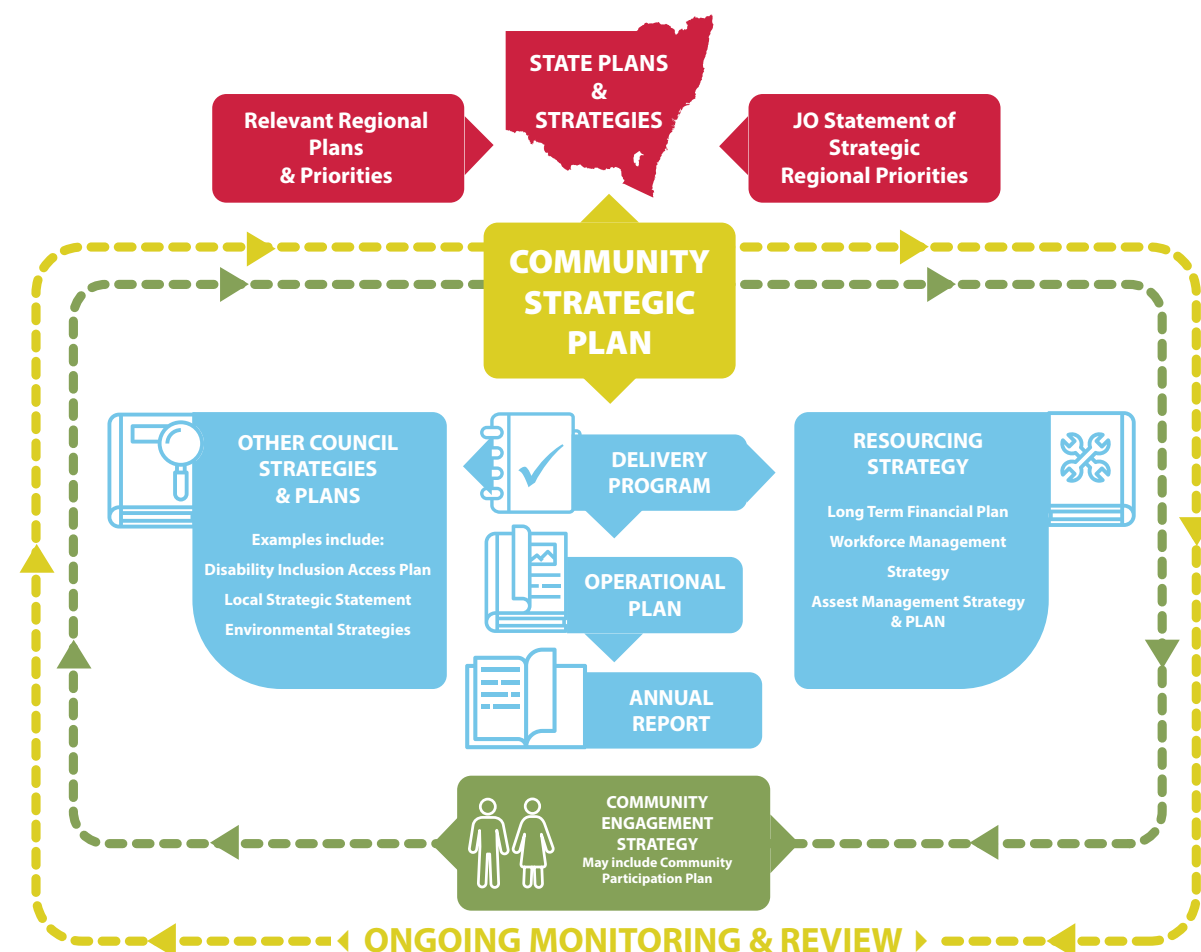 STATE PLANS
&
STRATEGIES
Relevant Regional
Plans
& Priorities
JO Statement of
Strategic
Regional Priorities
COMMUNITY
STRATEGIC
PLAN
OTHER COUNCIL
STRATEGIES
& PLANS
Examples include:
Disability Inclusion Access Plan
Local Strategic Statement
Environmental Strategies
DELIVERY
PROGRAM
OPERATIONAL
PLAN
ANNUAL
REPORT
RESOURCING
STRATEGY
Long Term Financial Plan
Workforce Management
Strategy
Assest Management Strategy
& PLAN
COMMUNITY
ENGAGEMENT
STRATEGY
May include Community
Participation Plan
ONGOING MONITORING & REVIEW